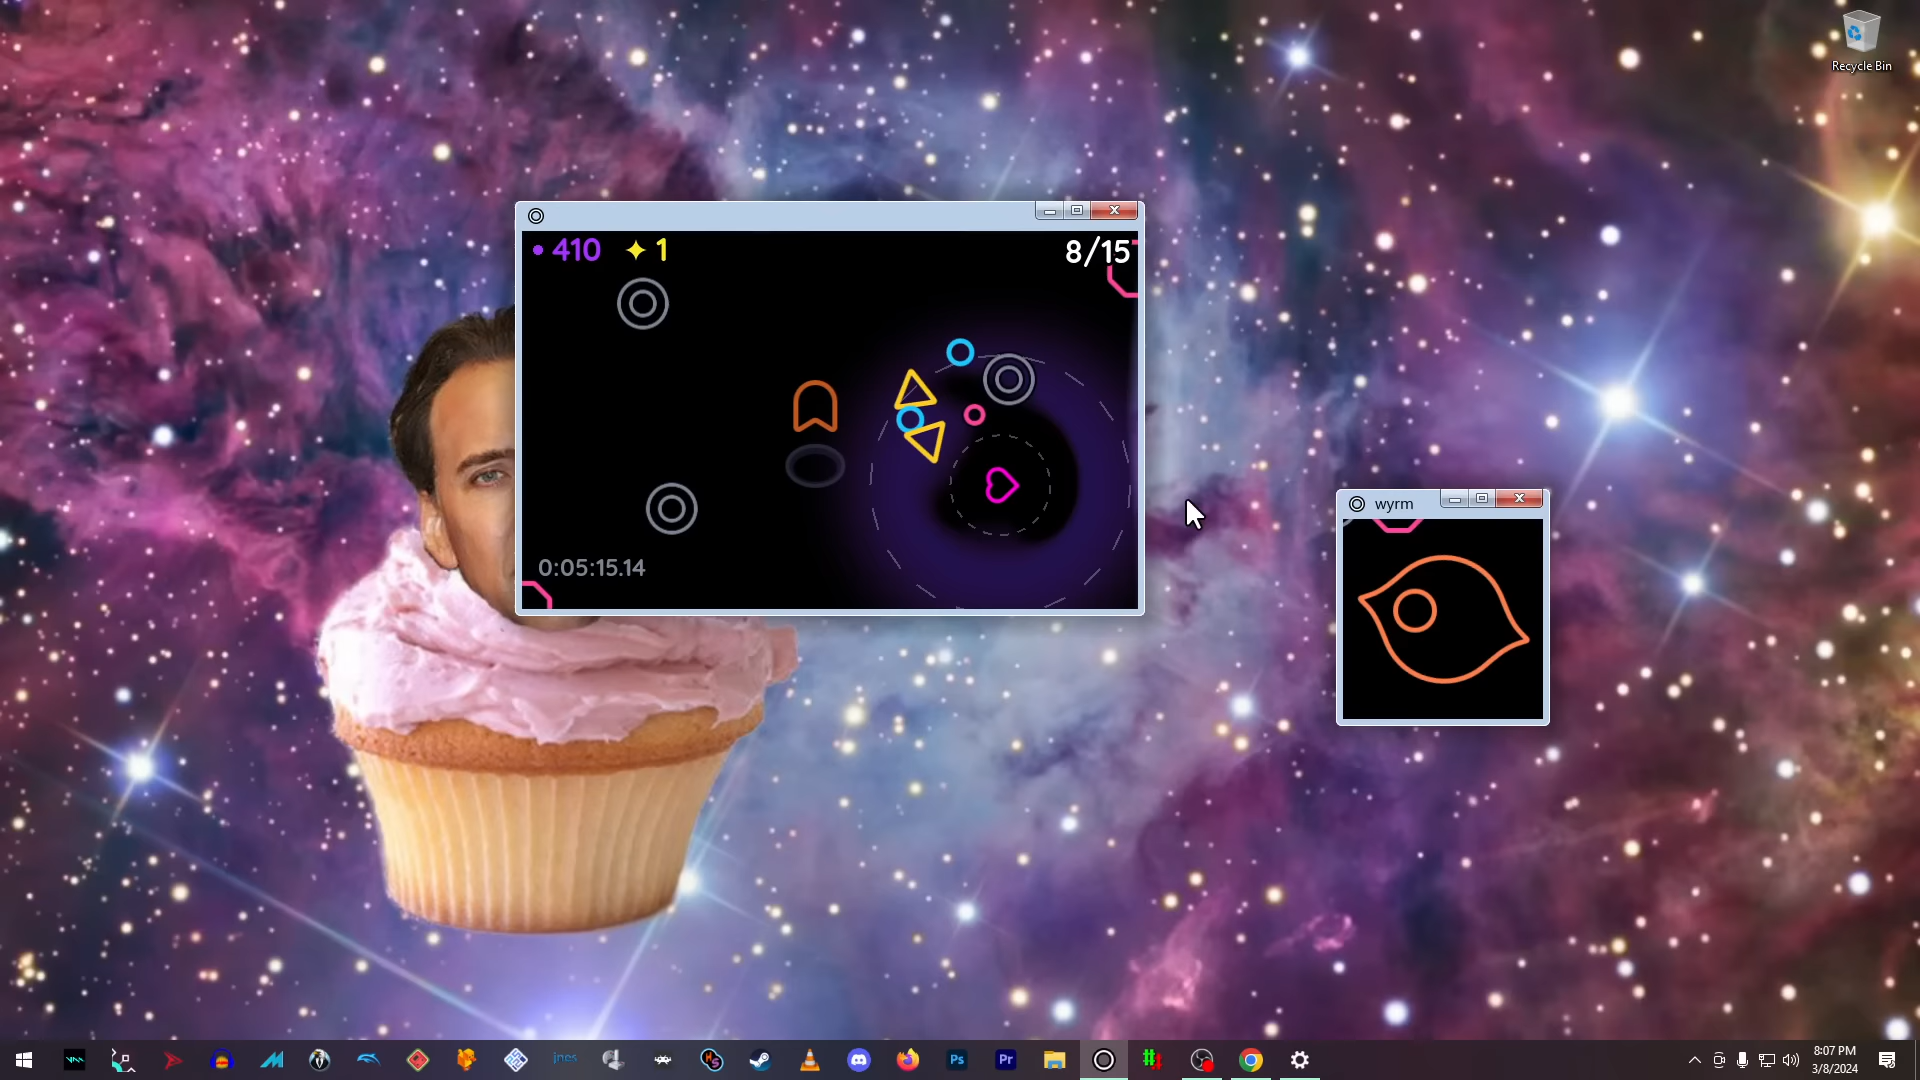 Recycle Bin
410 1
8/15
0:05:15.14
wyrm
jnes
Ps
Pr
8:07 PM
3/8/2024